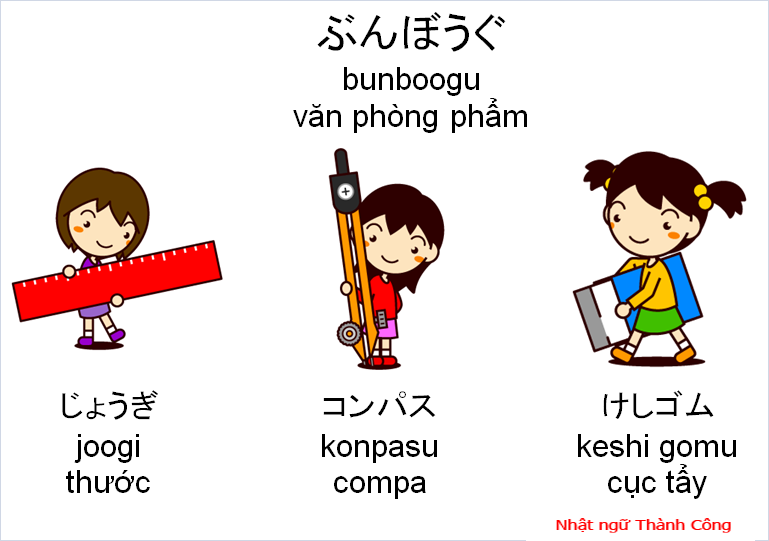 ぶんぼうぐ
bunboogu
văn phòng phẩm
じょうぎ
joogi
thước
コンパス
konpasu
compa
けしゴム
keshi gomu
cục tẩy
Nhật ngữ Thành Công